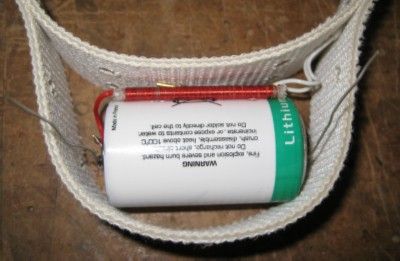 WARNING:
Fire, explosion and severe burn hazard.
Do not recharge, short
crush, disassemble, heat above 100°C
incinerate, or expose contents to water.
Do not solder directly to the cell.
Made in
Lithium